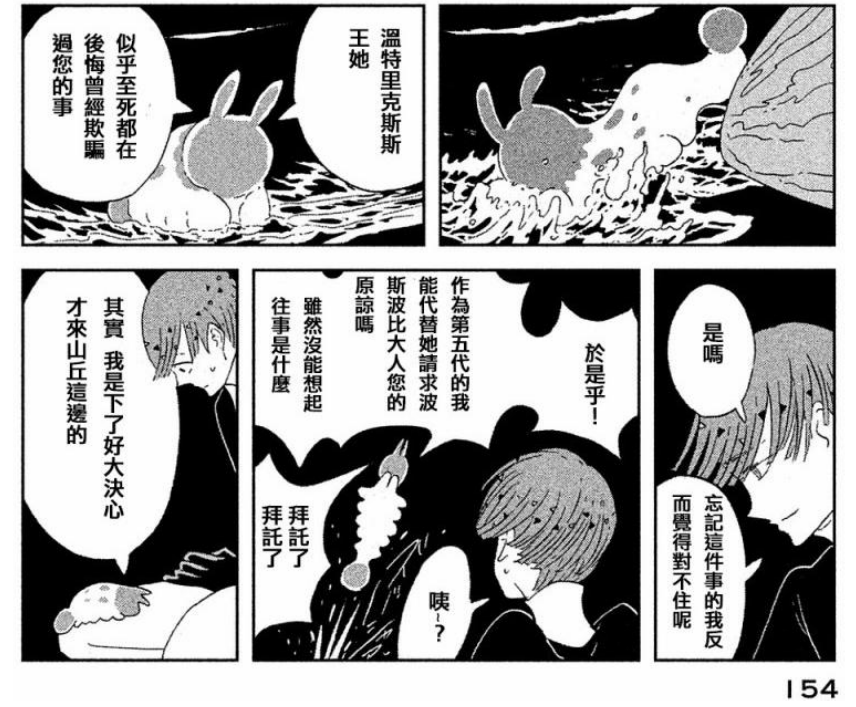 溫特里克斯斯
王她
似乎至死都在
後悔曾經欺騙
過您的事
是嗎
忘記這件事的我反
而覺得對不住呢
於是乎！
作為第五代的我
能代替她請求波
斯波比大人您的
原諒嗎
雖然沒能想起
往事是什麼
拜託了
拜託了
咦~?
其實 我是下了好大決心
才來山丘這邊的
154